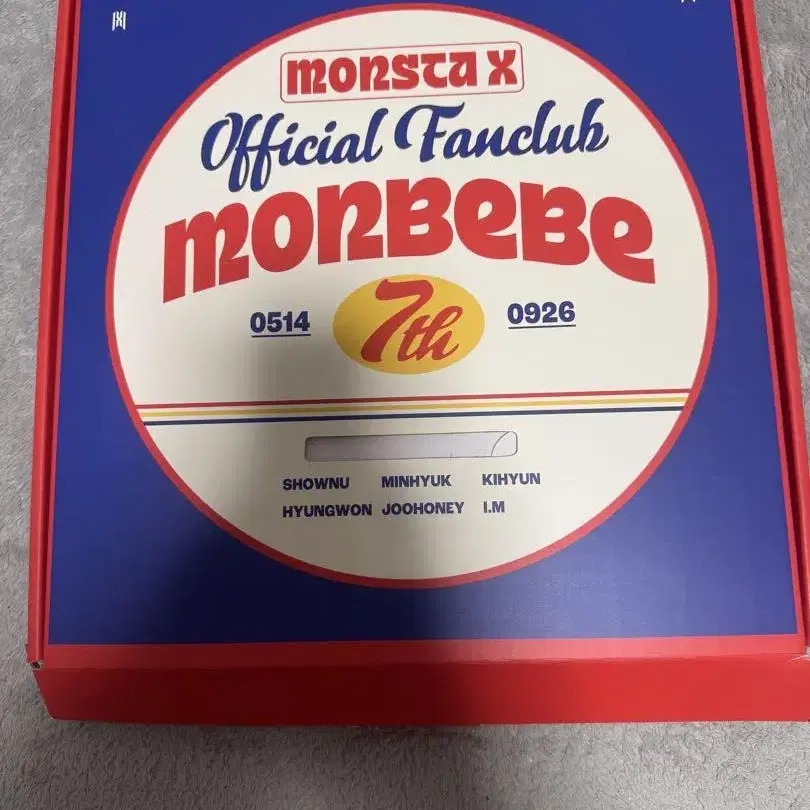 MONSTA X
Official Fanclub
MONBEBE
0514 7th 0926
SHOWNU MINHYUK KIHYUN
HYUNGWON JOOHONEY I.M